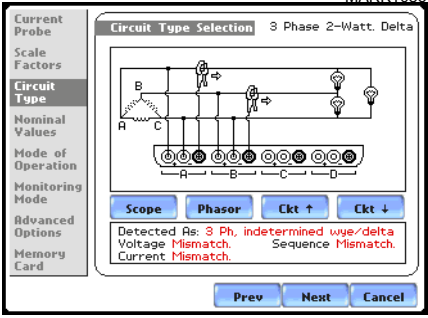 Current
Probe
Scale
Factors
Circuit
Type
Nominal
Values
Mode of
Operation
Monitoring
Mode
Advanced
Options
Memory
Card
Circuit Type Selection 3 Phase 2-Watt. Delta
B
A C
A B C D
Scope Phasor Ckt ↑ Ckt ↓
Detected As: 3 Ph, indetermined wye/delta
Voltage Mismatch. Sequence Mismatch.
Current Mismatch.
Prev Next Cancel